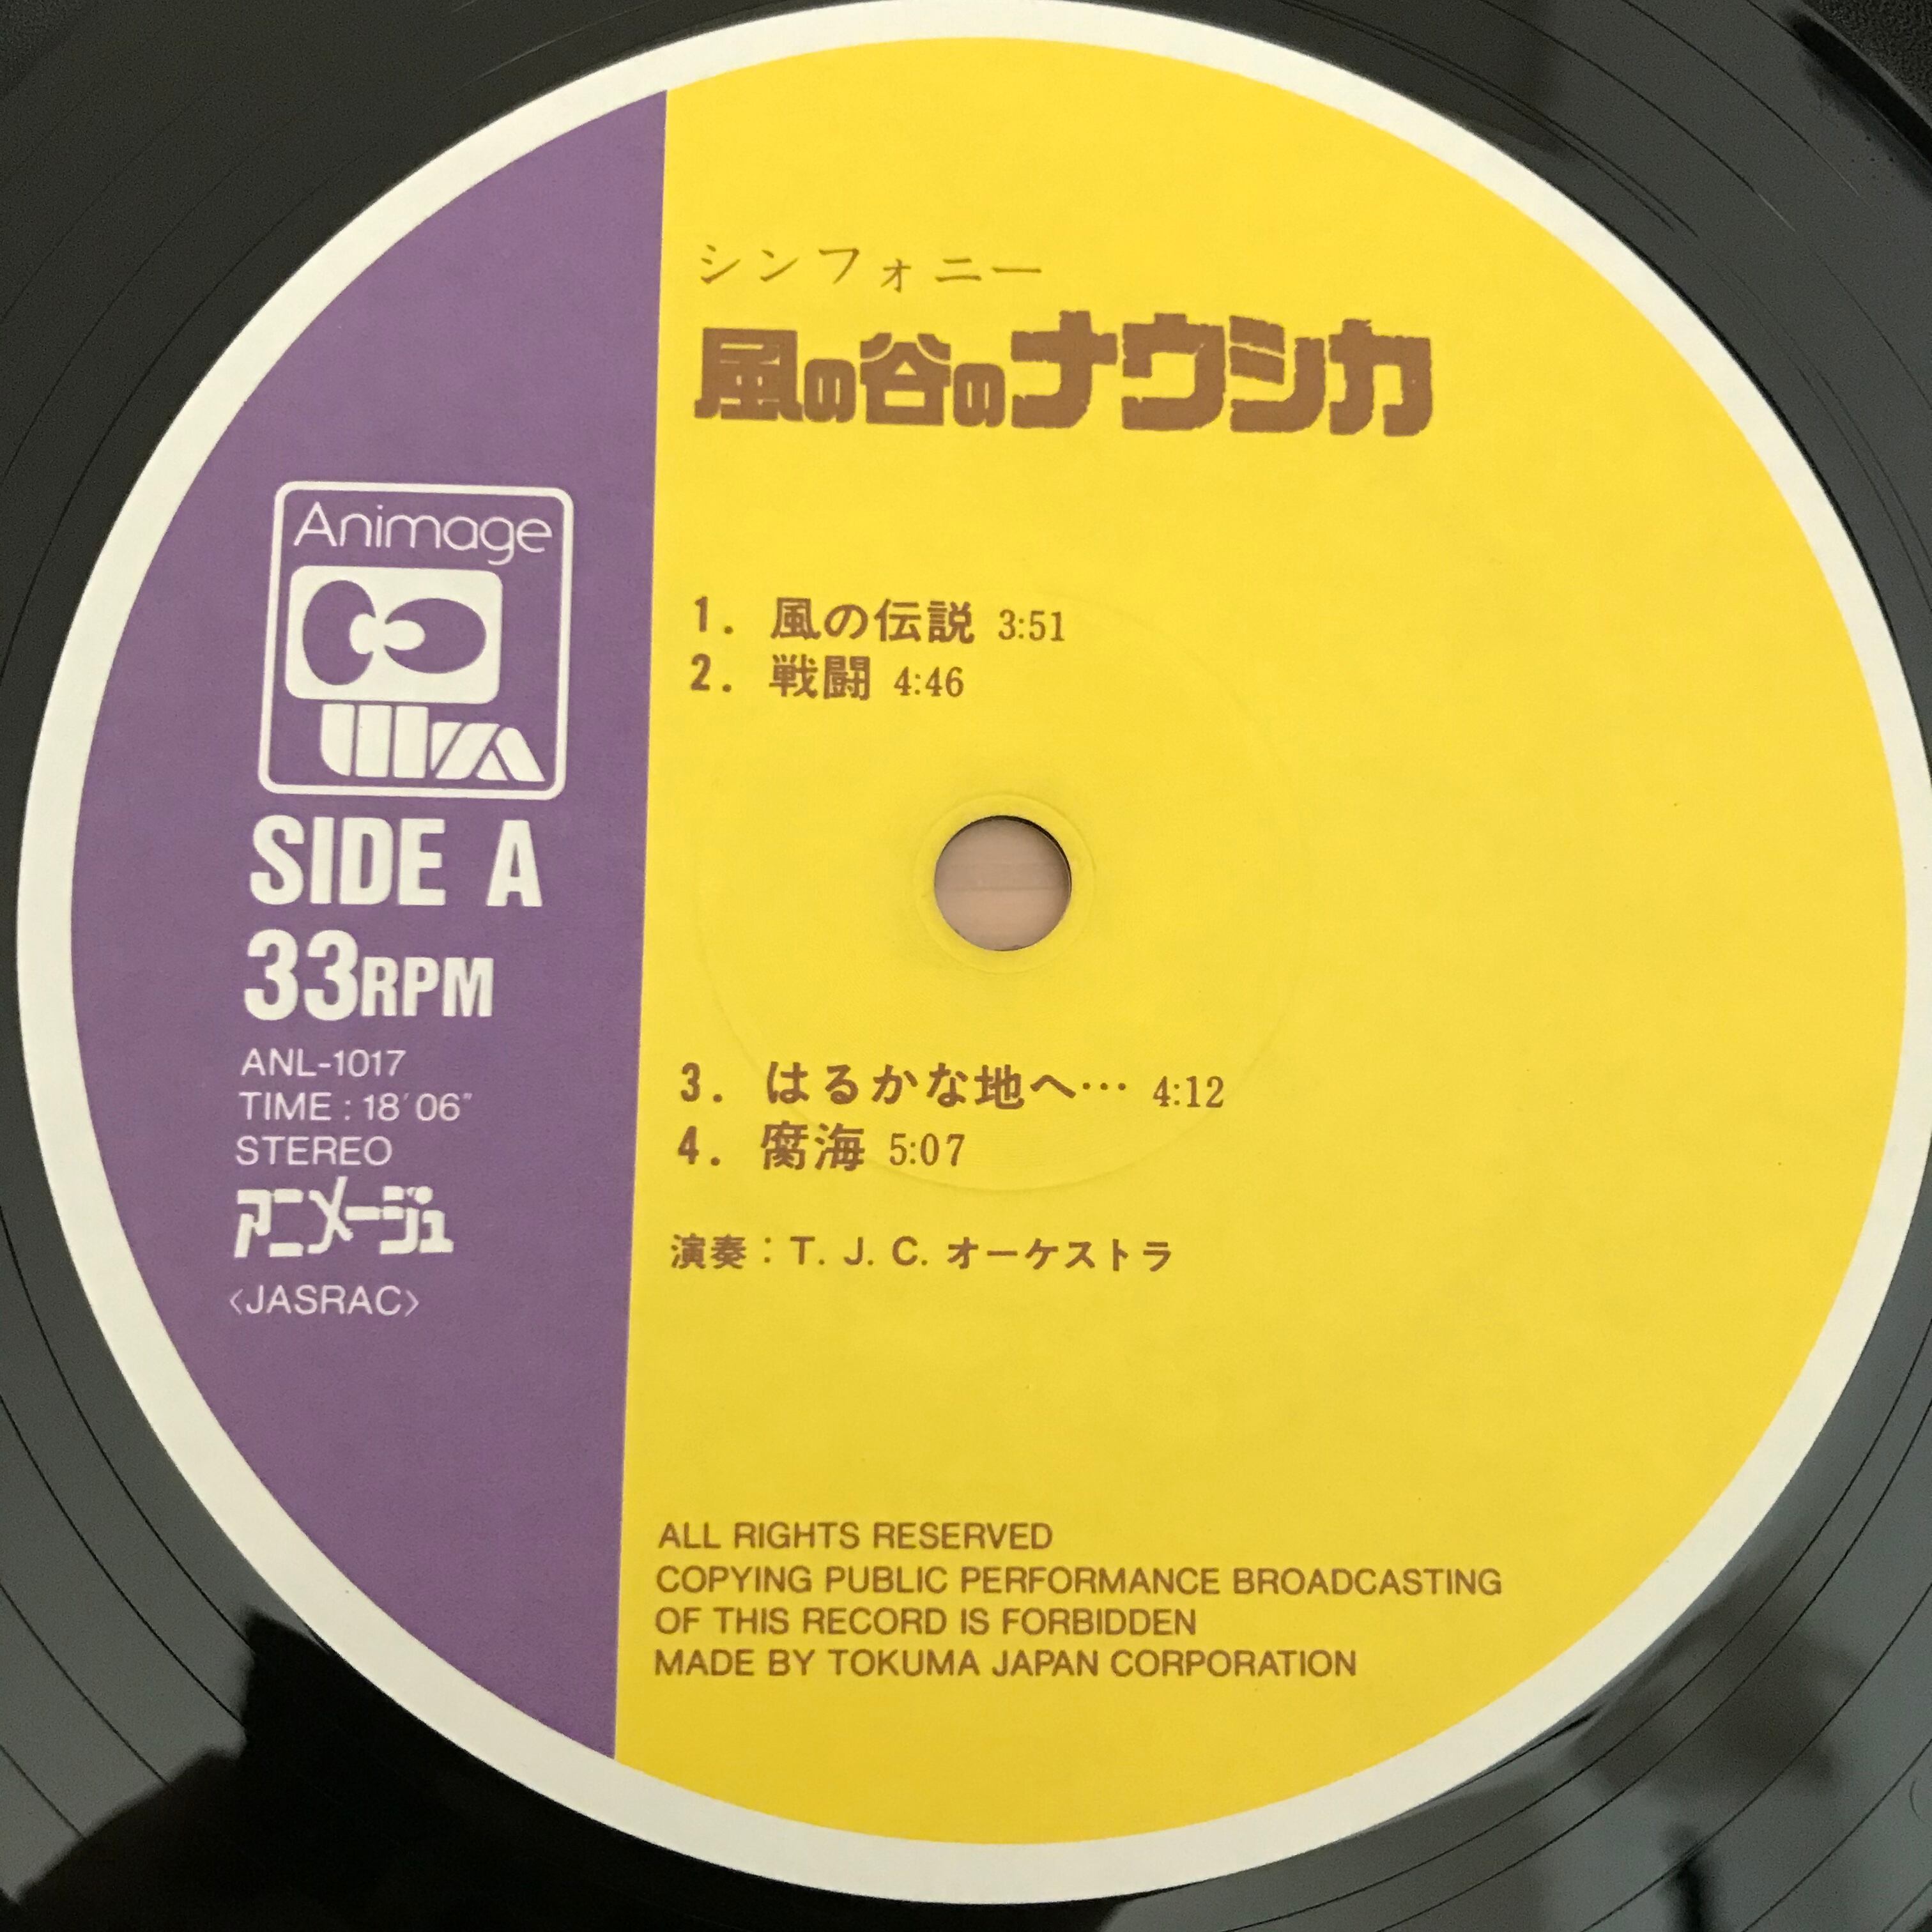 シンフォニー
風の谷のナウシカ
Animage
SIDE A
33RPM
ANL-1017
TIME : 18′06″
STEREO
アニメージュ
〈JASRAC〉
1. 風の伝説 3:51
2. 戦闘 4:46
3. はるかな地へ… 4:12
4. 腐海 5:07
演奏：T. J. C. オーケストラ
ALL RIGHTS RESERVED
COPYING PUBLIC PERFORMANCE BROADCASTING
OF THIS RECORD IS FORBIDDEN
MADE BY TOKUMA JAPAN CORPORATION